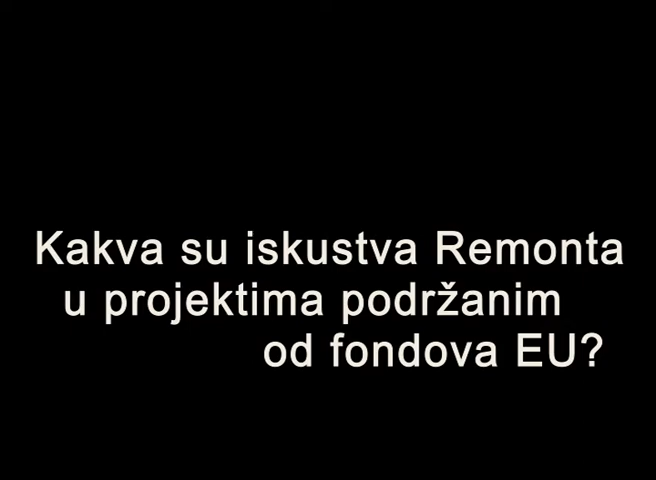 Kakva su iskustva Remonta
u projektima podržanim
od fondova EU?